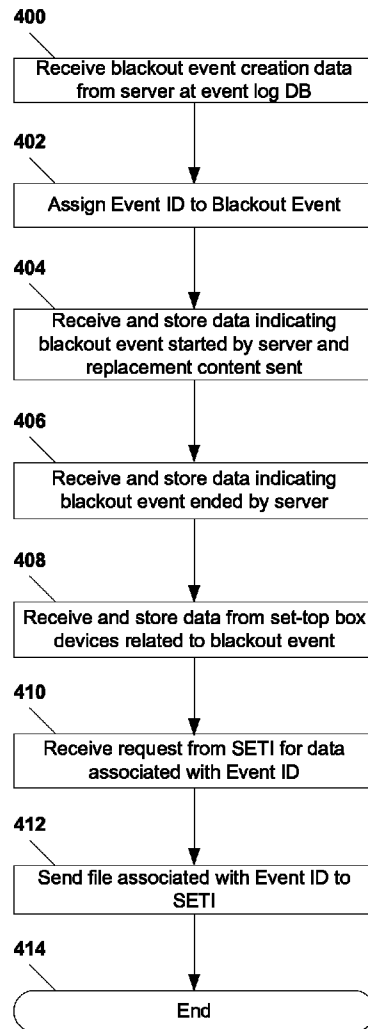 400
Receive blackout event creation data
from server at event log DB
402
Assign Event ID to Blackout Event
404
Receive and store data indicating
blackout event started by server and
replacement content sent
406
Receive and store data indicating
blackout event ended by server
408
Receive and store data from set-top box
devices related to blackout event
410
Receive request from SETI for data
associated with Event ID
412
Send file associated with Event ID to
SETI
414
End